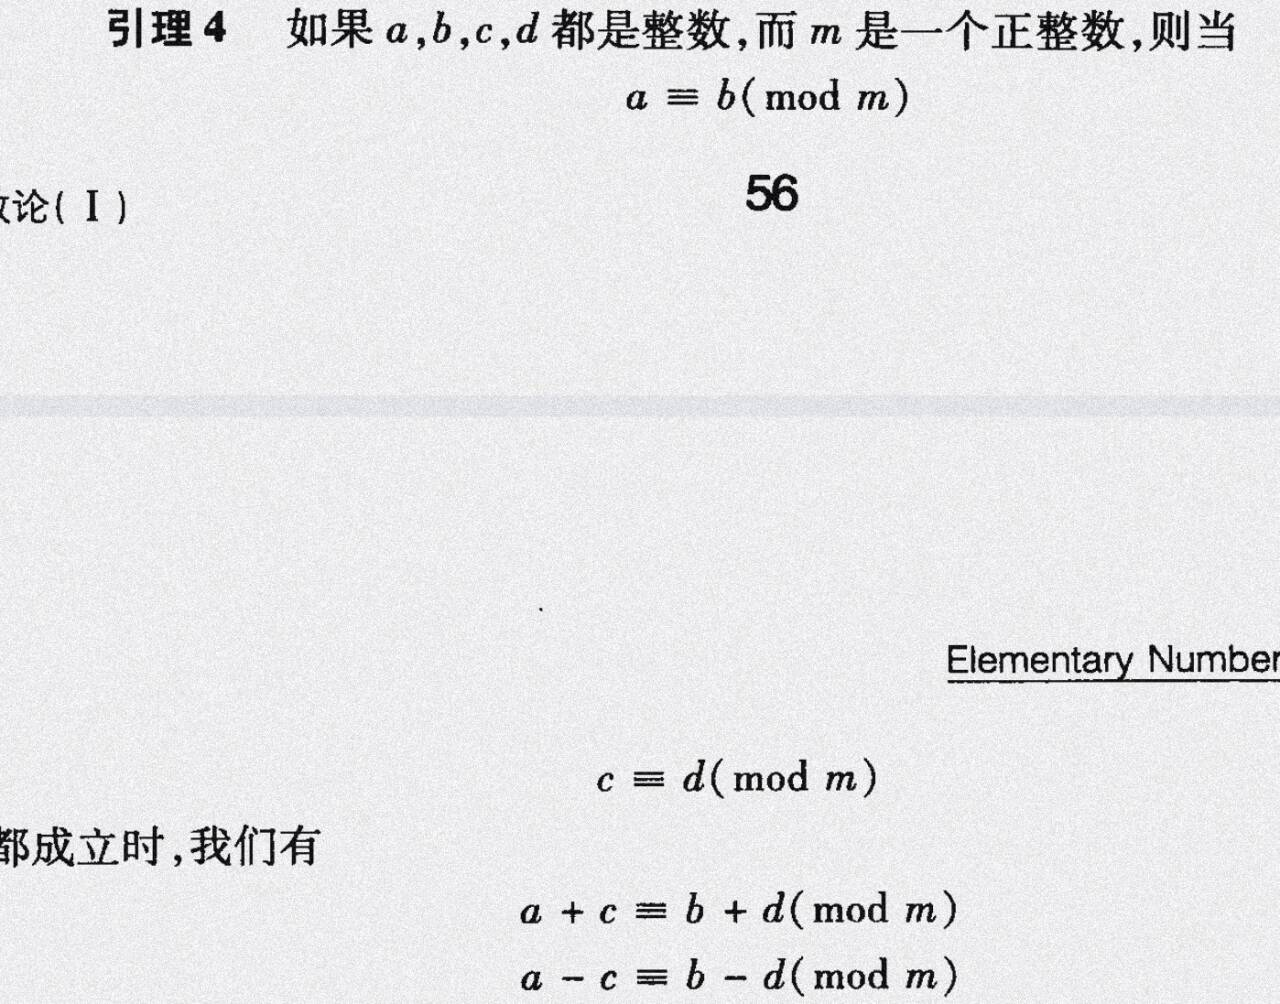 引理4 如果 a,b,c,d 都是整数,而 m 是一个正整数,则当
a ≡ b(mod m)
论(Ⅰ)
56
Elementary Number
c ≡ d(mod m)
都成立时,我们有
a + c ≡ b + d(mod m)
a − c ≡ b − d(mod m)